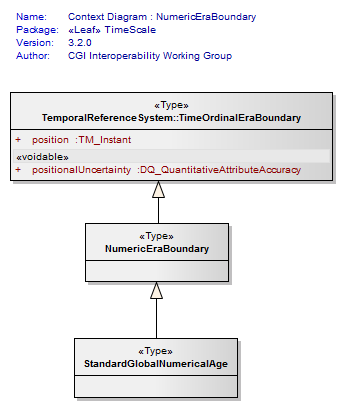 Name: Context Diagram : NumericEraBoundary
Package: «Leaf» TimeScale
Version: 3.2.0
Author: CGI Interoperability Working Group
«Type»
TemporalReferenceSystem::TimeOrdinalEraBoundary
+ position :TM_Instant
«voidable»
+ positionalUncertainty :DQ_QuantitativeAttributeAccuracy
«Type»
NumericEraBoundary
«Type»
StandardGlobalNumericalAge